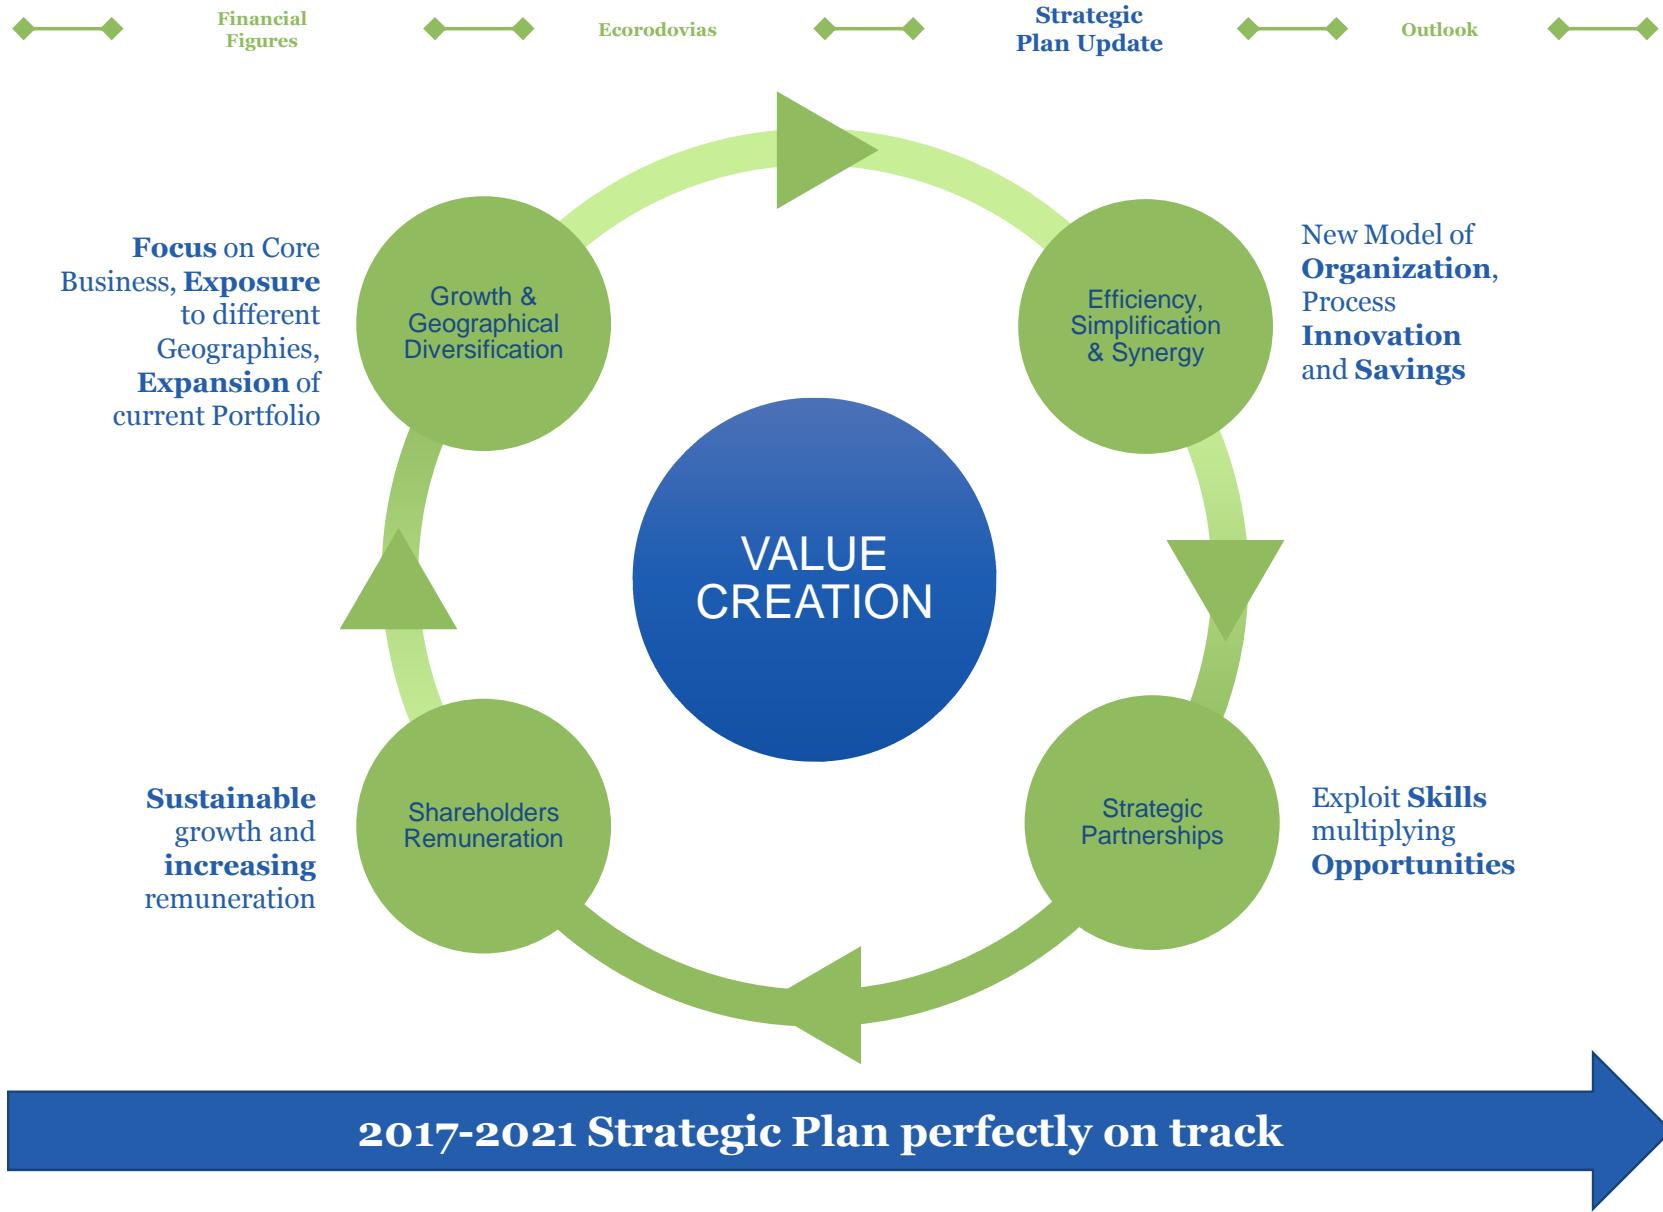 Financial
Figures
Ecorodovias
Strategic
Plan Update
Outlook
Focus on Core
Business, Exposure
to different
Geographies,
Expansion of
current Portfolio
Growth &
Geographical
Diversification
Efficiency,
Simplification
& Synergy
New Model of
Organization,
Process
Innovation
and Savings
VALUE
CREATION
Sustainable
growth and
increasing
remuneration
Shareholders
Remuneration
Strategic
Partnerships
Exploit Skills
multiplying
Opportunities
2017-2021 Strategic Plan perfectly on track